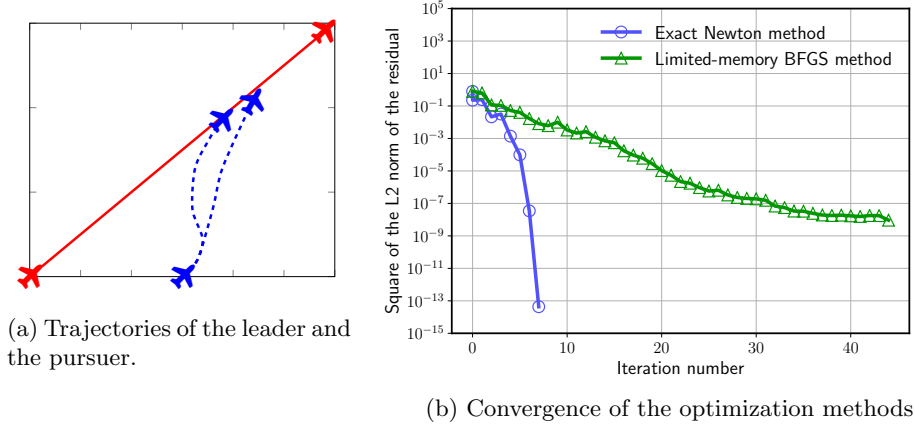 (a) Trajectories of the leader and
the pursuer.
Square of the L2 norm of the residual
10^5
10^3
10^1
10^-1
10^-3
10^-5
10^-7
10^-9
10^-11
10^-13
10^-15
Exact Newton method
Limited-memory BFGS method
0 10 20 30 40
Iteration number
(b) Convergence of the optimization methods